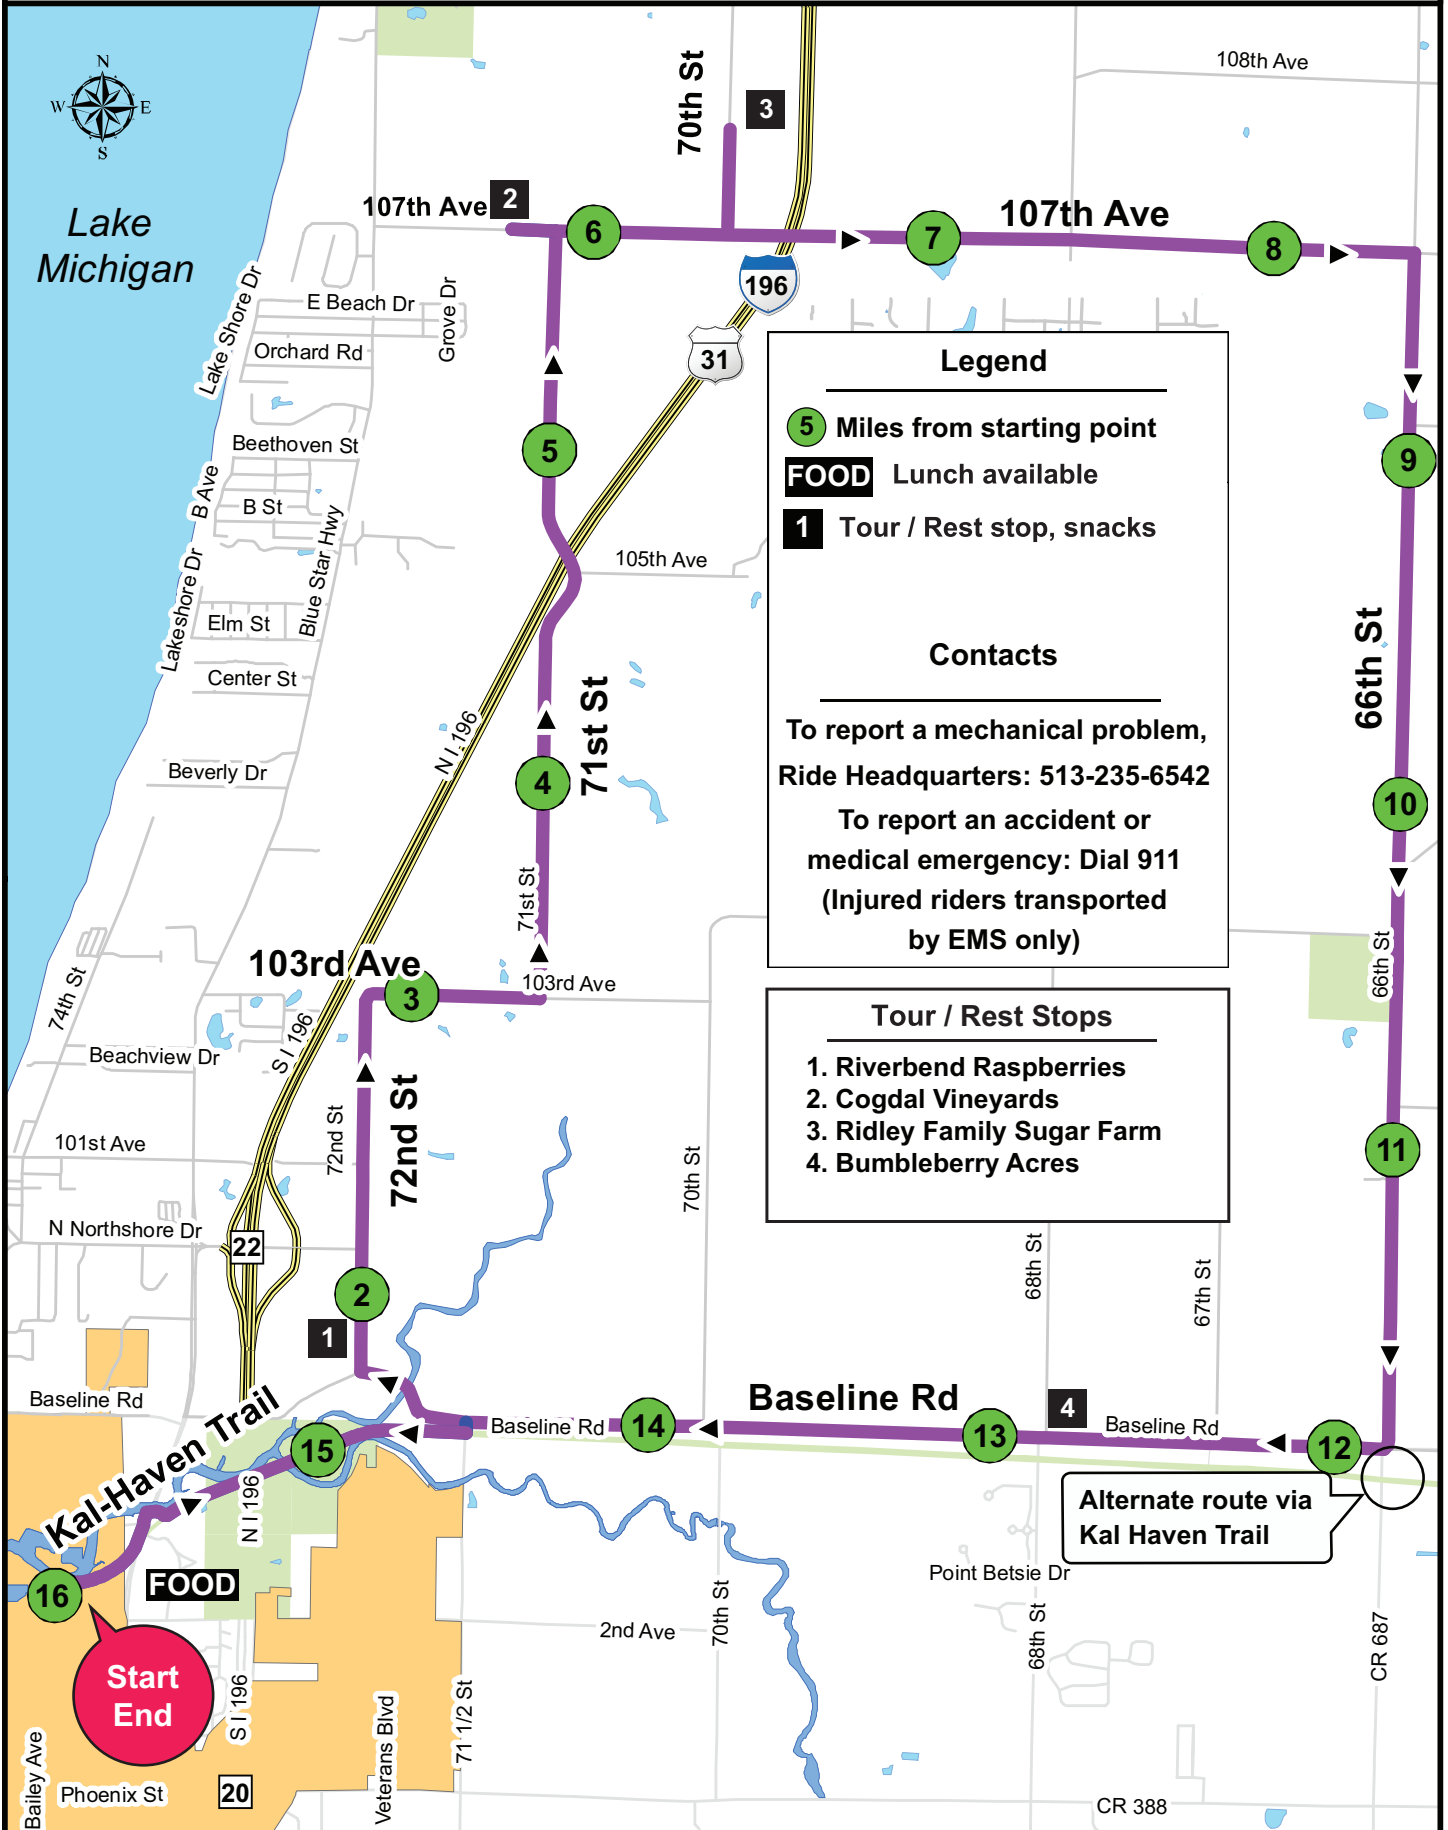 N
W
E
S
Lake
Michigan
108th Ave
70th St
3
107th Ave
2
6
7
107th Ave
8
196
31
Lake Shore Dr
E Beach Dr
Grove Dr
Orchard Rd
Beethoven St
B Ave
B St
Blue Star Hwy
Lakeshore Dr
Elm St
Center St
Beverly Dr
5
105th Ave
N I 196
71st St
4
71st St
Legend
5 Miles from starting point
FOOD Lunch available
1 Tour / Rest stop, snacks
Contacts
To report a mechanical problem,
Ride Headquarters: 513-235-6542
To report an accident or
medical emergency: Dial 911
(Injured riders transported
by EMS only)
9
66th St
10
66th St
11
103rd Ave
3
103rd Ave
74th St
Beachview Dr
S I 196
101st Ave
72nd St
72nd St
N Northshore Dr
22
2
1
70th St
Tour / Rest Stops
1. Riverbend Raspberries
2. Cogdal Vineyards
3. Ridley Family Sugar Farm
4. Bumbleberry Acres
68th St
67th St
Baseline Rd
Kal-Haven Trail
15
N I 196
Baseline Rd
14
Baseline Rd
13
4
Baseline Rd
12
Alternate route via
Kal Haven Trail
16
FOOD
Start
End
Point Betsie Dr
2nd Ave
70th St
68th St
CR 687
S I 196
Veterans Blvd
71 1/2 St
Bailey Ave
Phoenix St
20
CR 388